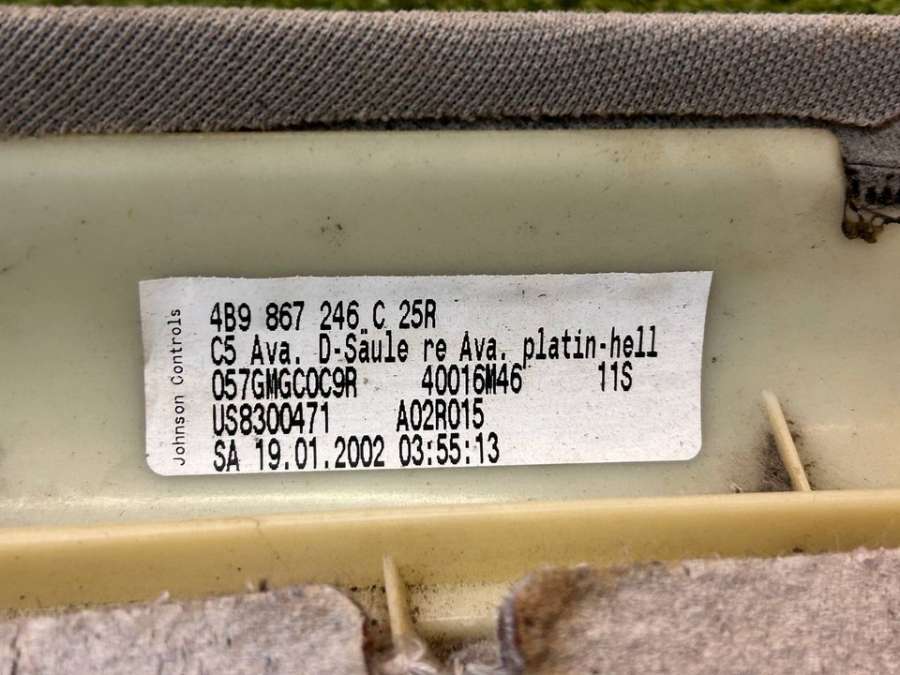 Johnson Controls
4B9 867 246 C 25R
C5 Ava. D-Säule re Ava. platin-hell
057GMGC0C9R 40016M46 11S
US8300471 A02R015
SA 19.01.2002 03:55:13